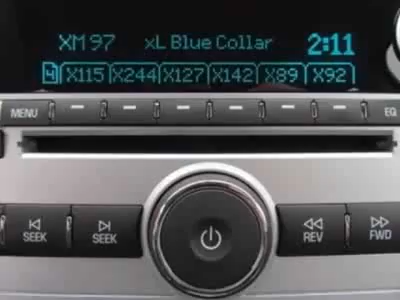 XM 97 xL Blue Collar 2:11
4 X115 X244 X127 X142 X89 X92
MENU EQ
SEEK SEEK REV FWD